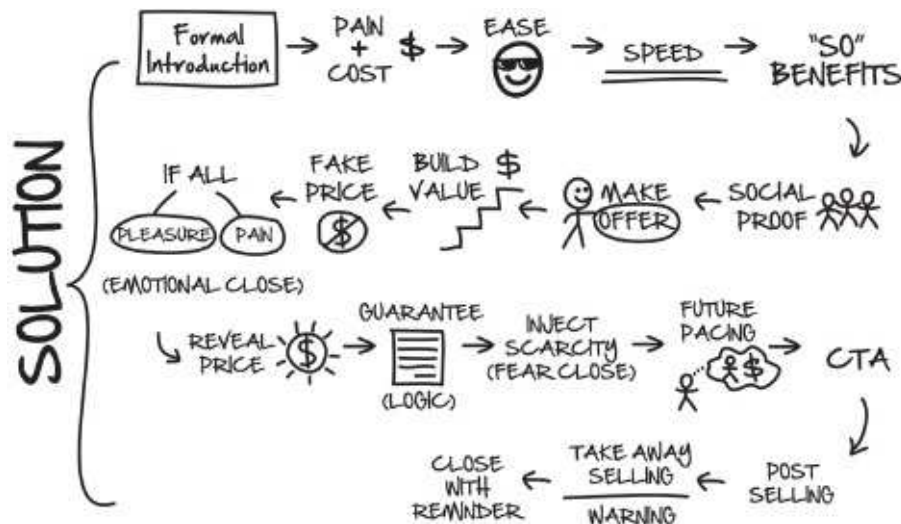 SOLUTION
Formal
Introduction
PAIN
+
COST
$
EASE
SPEED
"SO"
BENEFITS
SOCIAL
PROOF
MAKE
OFFER
BUILD
VALUE
$
FAKE
PRICE
$
IF ALL
PLEASURE
PAIN
(EMOTIONAL CLOSE)
REVEAL
PRICE
$
GUARANTEE
(LOGIC)
INJECT
SCARCITY
(FEAR CLOSE)
FUTURE
PACING
$
CTA
POST
SELLING
TAKE AWAY
SELLING
WARNING
CLOSE
WITH
REMINDER